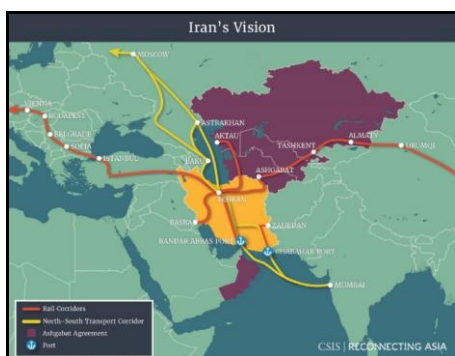 Iran's Vision
MOSCOW
VIENNA
BUDAPEST
BELGRADE
SOFIA
ISTANBUL
ASTRAKHAN
AKTAU
BAKU
TASHKENT
ALMATY
URUMQI
ASHGABAT
TEHRAN
BASRA
ZAHEDAN
BANDAR ABBAS PORT
CHABAHAR PORT
MUMBAI
Rail Corridors
North-South Transport Corridor
Ashgabat Agreement
Port
CSIS | RECONNECTING ASIA